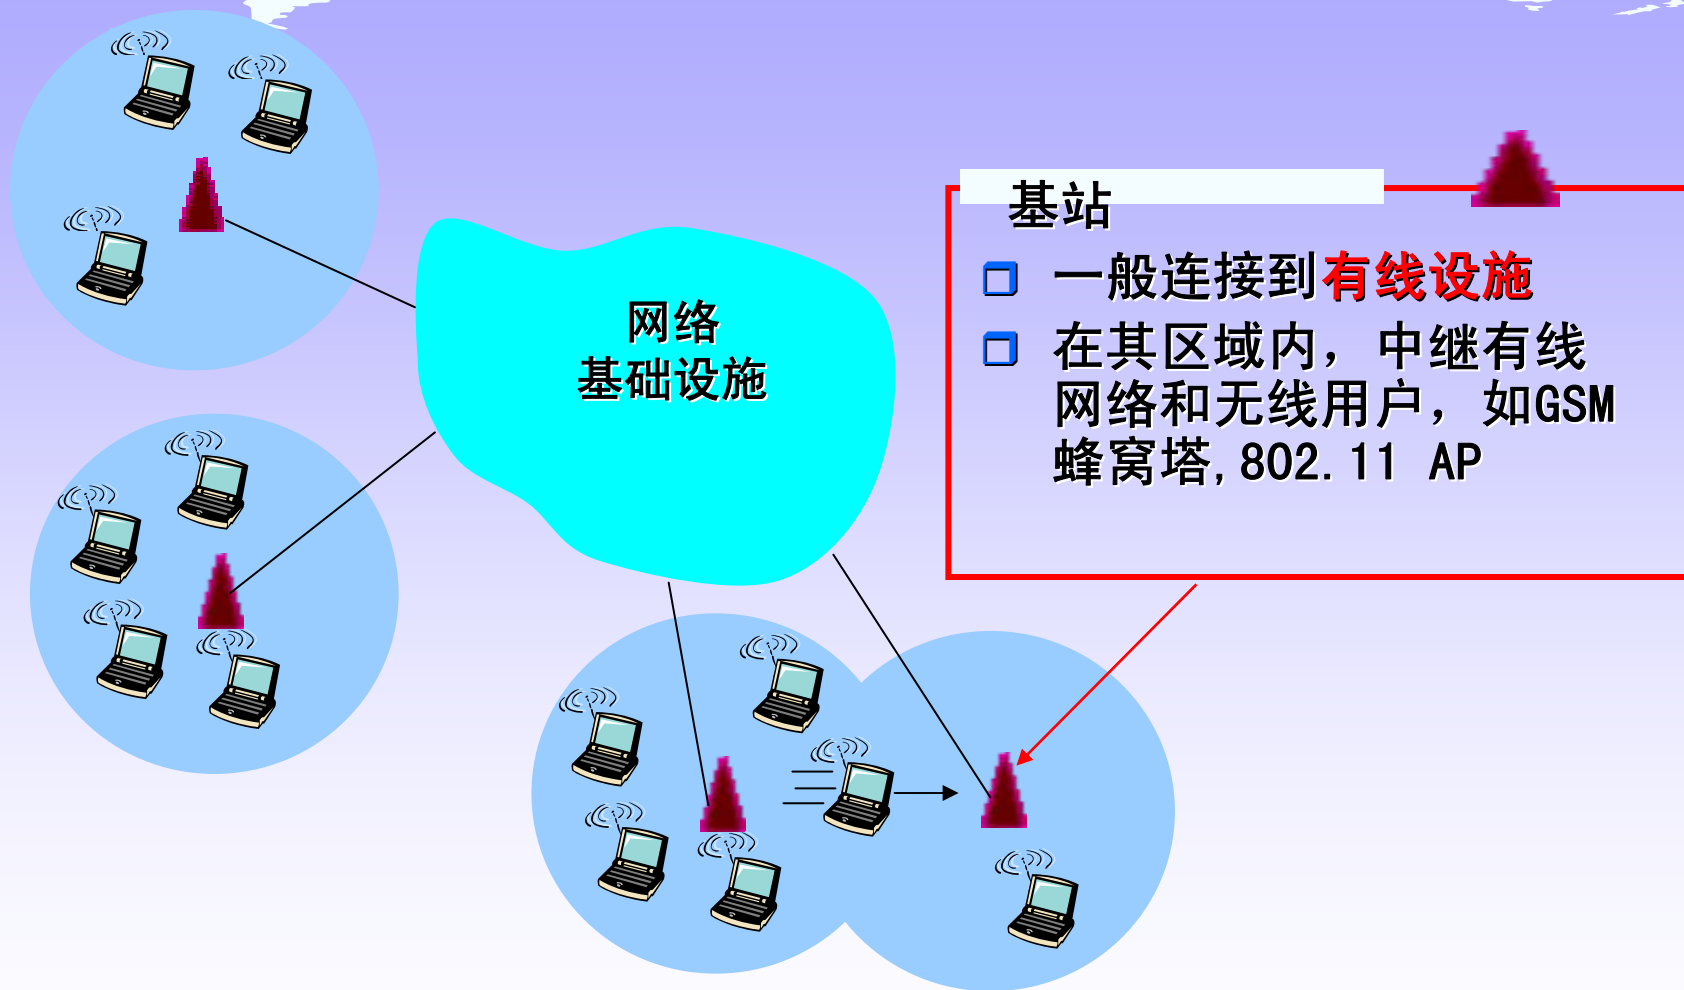 网络
基础设施
基站
一般连接到有线设施
在其区域内，中继有线
网络和无线用户，如GSM
蜂窝塔,802.11 AP